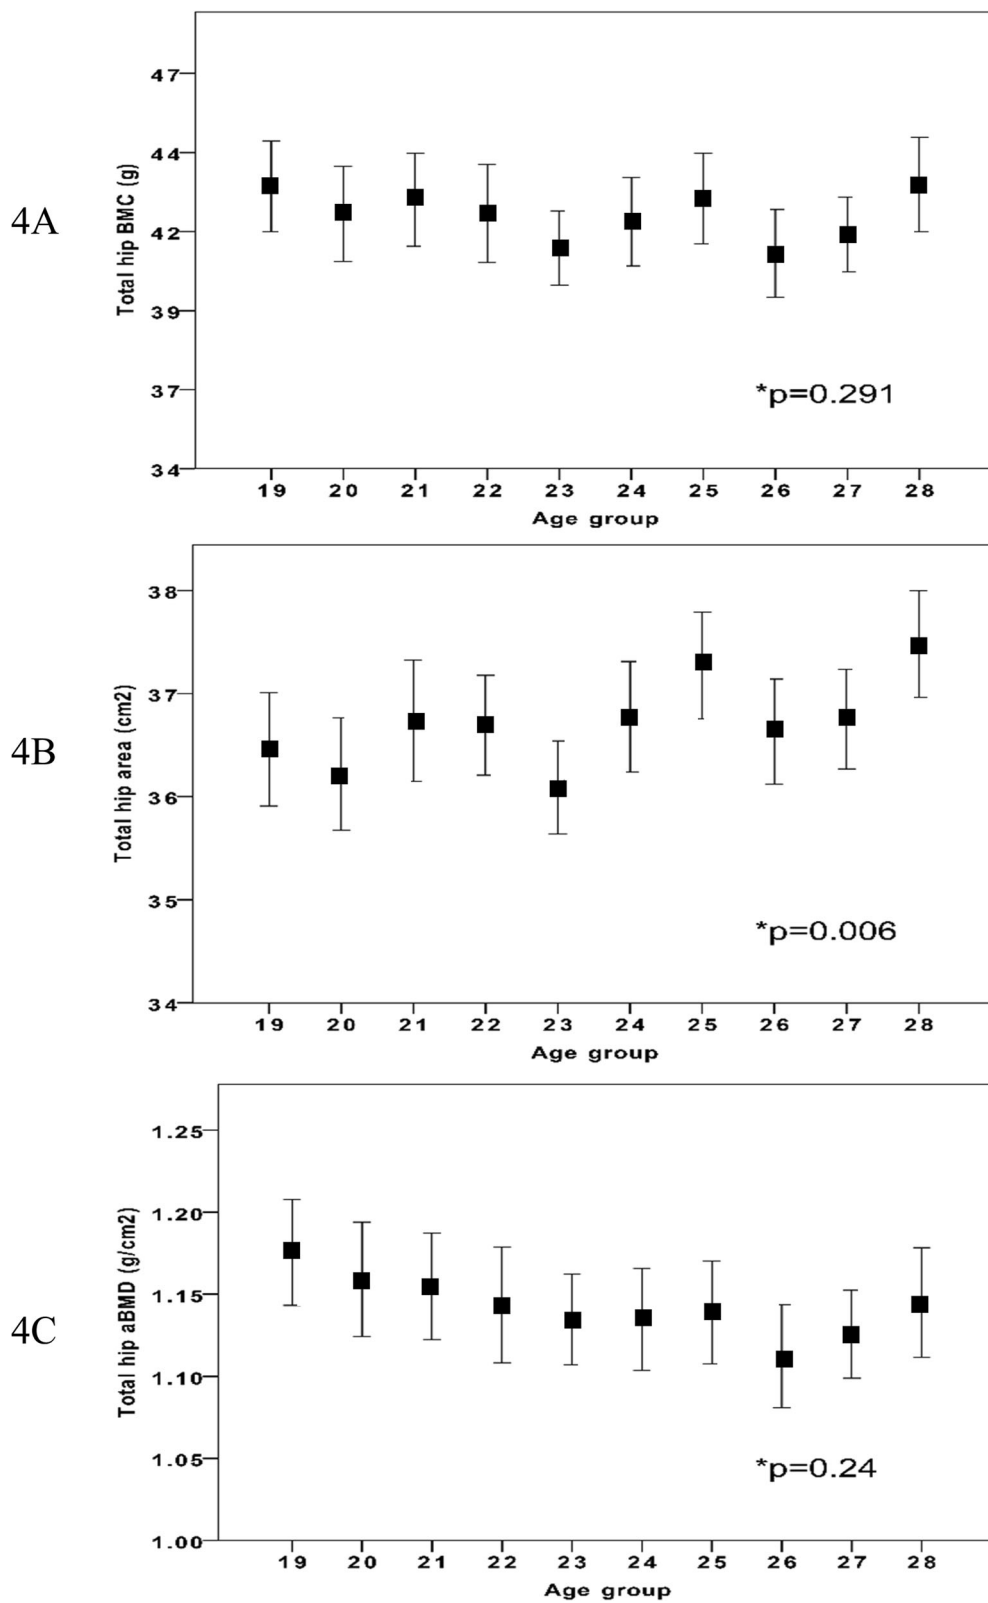 4A
Total hip BMC (g)
47
44
42
39
37
34
*p=0.291
19 20 21 22 23 24 25 26 27 28
Age group
4B
Total hip area (cm2)
38
37
36
35
34
*p=0.006
19 20 21 22 23 24 25 26 27 28
Age group
4C
Total hip aBMD (g/cm2)
1.25
1.20
1.15
1.10
1.05
1.00
*p=0.24
19 20 21 22 23 24 25 26 27 28
Age group